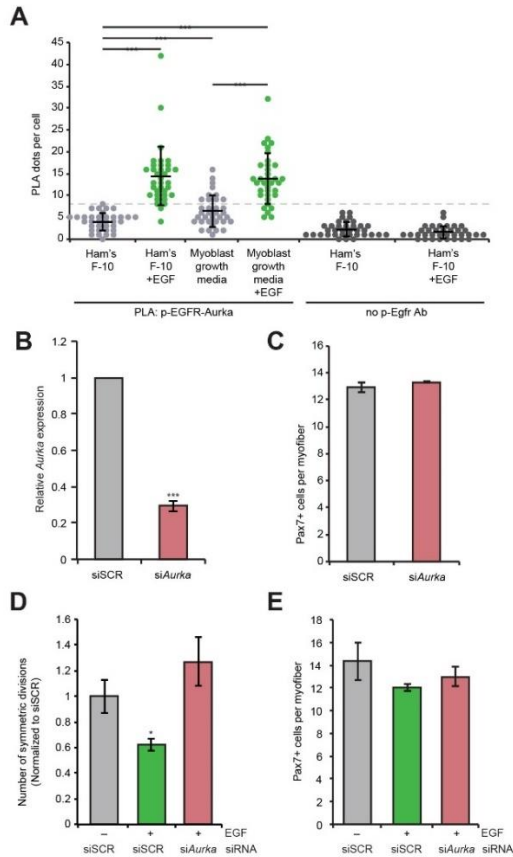 A
***
***
***
***
PLA dots per cell
45
40
35
30
25
20
15
10
5
0
Ham's F-10
Ham's F-10 +EGF
Myoblast growth media
Myoblast growth media +EGF
Ham's F-10
Ham's F-10 +EGF
PLA: p-EGFR-Aurka
no p-Egfr Ab
B
Relative Aurka expression
1.2
1
0.8
0.6
0.4
0.2
0
***
siSCR
siAurka
C
Pax7+ cells per myofiber
16
14
12
10
8
6
4
2
0
siSCR
siAurka
D
Number of symmetric divisions
(Normalized to siSCR)
1.6
1.4
1.2
1
0.8
0.6
0.4
0.2
0
*
– + + EGF
siSCR siSCR siAurka siRNA
E
Pax7+ cells per myofiber
18
16
14
12
10
8
6
4
2
0
– + + EGF
siSCR siSCR siAurka siRNA